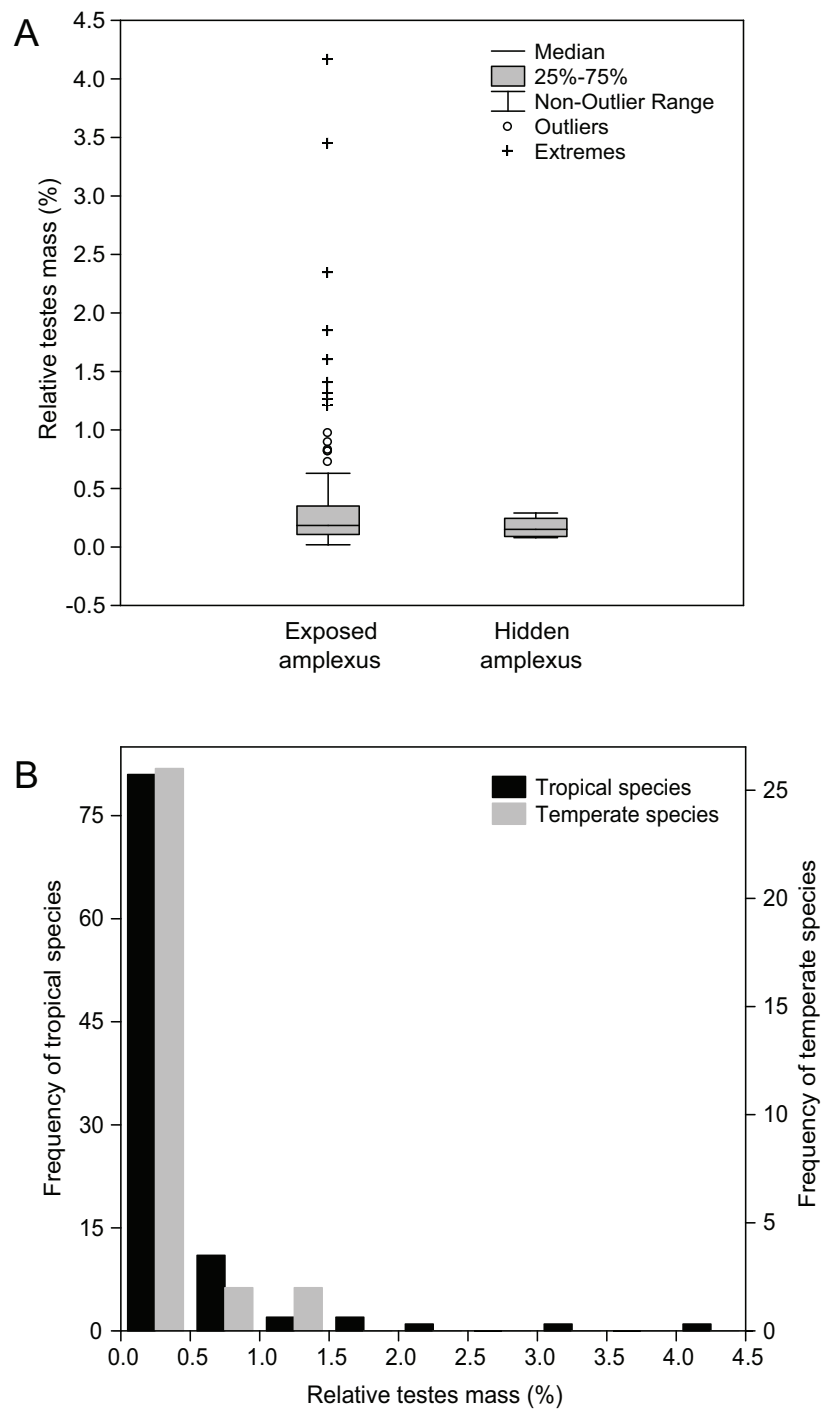 A
4.5
4.0
3.5
3.0
2.5
2.0
1.5
1.0
0.5
0.0
-0.5
Relative testes mass (%)
Median
25%-75%
Non-Outlier Range
Outliers
Extremes
Exposed
amplexus
Hidden
amplexus
B
75
60
45
30
15
0
Frequency of tropical species
Tropical species
Temperate species
25
20
15
10
5
0
Frequency of temperate species
0.0 0.5 1.0 1.5 2.0 2.5 3.0 3.5 4.0 4.5
Relative testes mass (%)